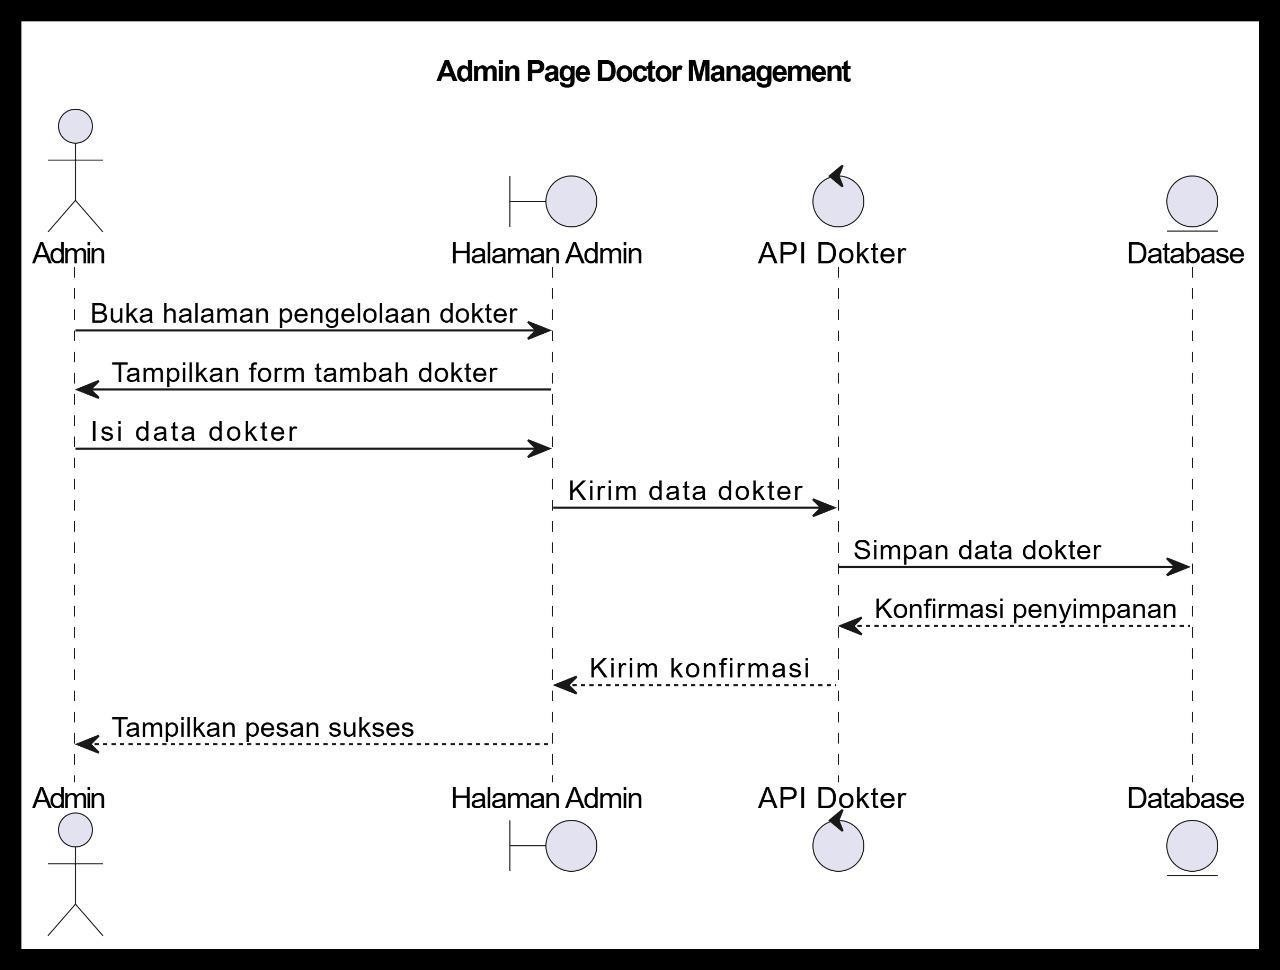 Admin Page Doctor Management
Admin
Halaman Admin
API Dokter
Database
Buka halaman pengelolaan dokter
Tampilkan form tambah dokter
Isi data dokter
Kirim data dokter
Simpan data dokter
Konfirmasi penyimpanan
Kirim konfirmasi
Tampilkan pesan sukses
Admin
Halaman Admin
API Dokter
Database